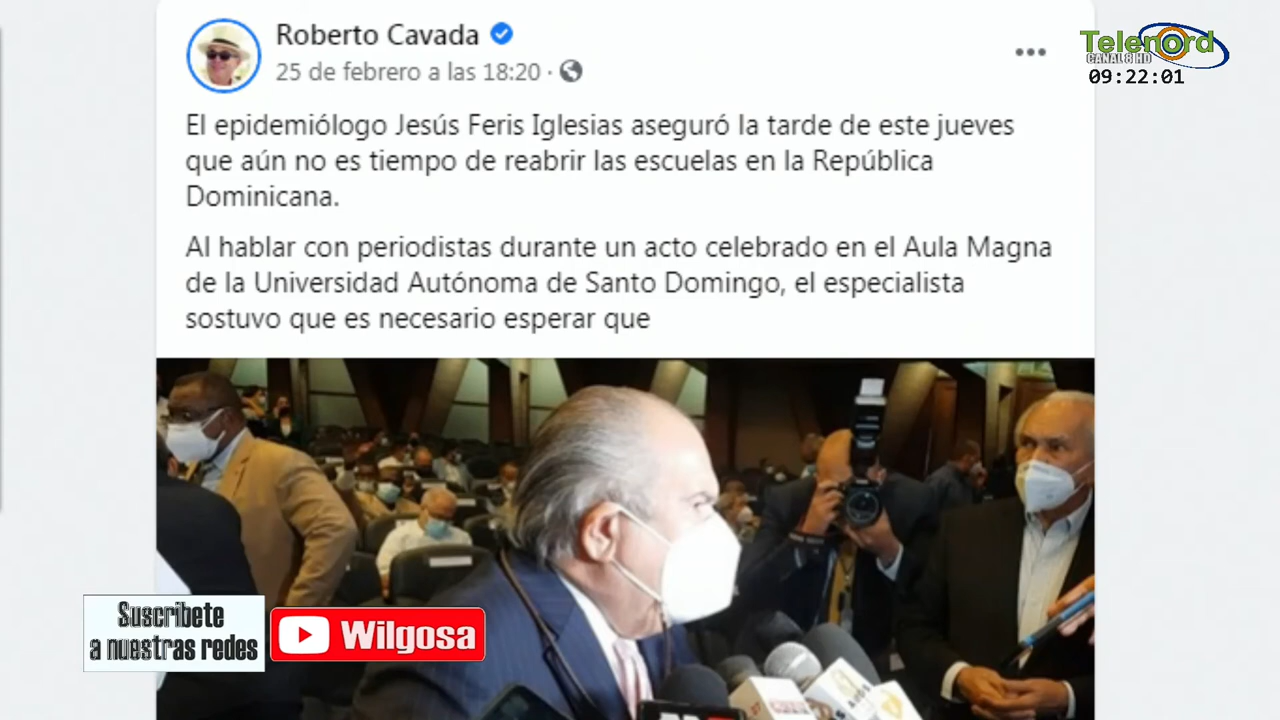 Roberto Cavada
25 de febrero a las 18:20 ·
Telenord
CANAL 8 HD
09:22:01
El epidemiólogo Jesús Feris Iglesias aseguró la tarde de este jueves
que aún no es tiempo de reabrir las escuelas en la República
Dominicana.
Al hablar con periodistas durante un acto celebrado en el Aula Magna
de la Universidad Autónoma de Santo Domingo, el especialista
sostuvo que es necesario esperar que
Suscribete
a nuestras redes
Wilgosa